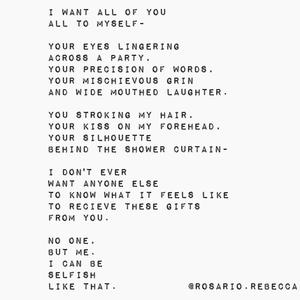 I WANT ALL OF YOU
ALL TO MYSELF-
YOUR EYES LINGERING
ACROSS A PARTY.
YOUR PRECISION OF WORDS.
YOUR MISCHIEVOUS GRIN
AND WIDE MOUTHED LAUGHTER.
YOU STROKING MY HAIR.
YOUR KISS ON MY FOREHEAD.
YOUR SILHOUETTE
BEHIND THE SHOWER CURTAIN-
I DON'T EVER
WANT ANYONE ELSE
TO KNOW WHAT IT FEELS LIKE
TO RECIEVE THESE GIFTS
FROM YOU.
NO ONE.
BUT ME.
I CAN BE
SELFISH
LIKE THAT.
@ROSARIO.REBECCA